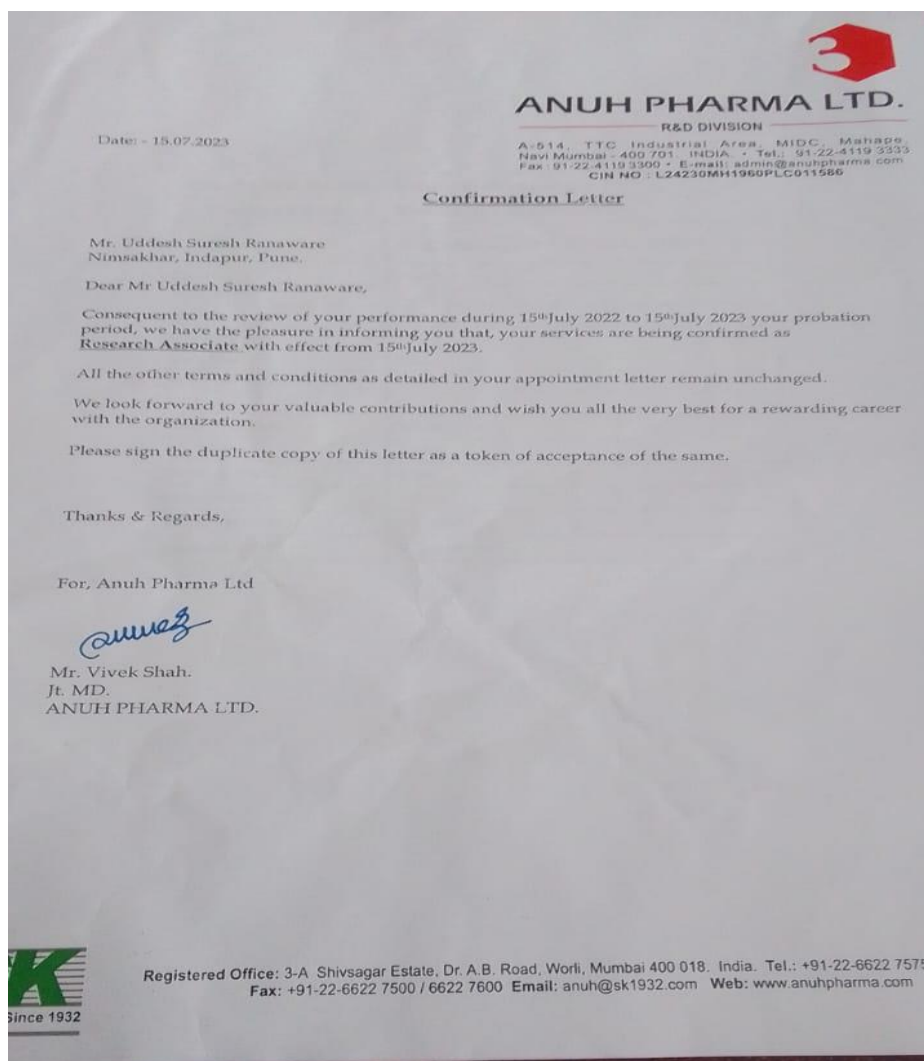 3
ANUH PHARMA LTD.
R&D DIVISION
Date: - 15.07.2023
A-514, TTC Industrial Area, MIDC, Mahape,
Navi Mumbai - 400 701. INDIA • Tel.: 91-22-4119 3333
Fax : 91-22-4119 3300 • E-mail: admin@anuhpharma.com
CIN NO : L24230MH1960PLC011586
Confirmation Letter
Mr. Uddesh Suresh Ranaware
Nimsakhar, Indapur, Pune.
Dear Mr Uddesh Suresh Ranaware,
Consequent to the review of your performance during 15th July 2022 to 15th July 2023 your probation
period, we have the pleasure in informing you that, your services are being confirmed as
Research Associate with effect from 15th July 2023.
All the other terms and conditions as detailed in your appointment letter remain unchanged.
We look forward to your valuable contributions and wish you all the very best for a rewarding career
with the organization.
Please sign the duplicate copy of this letter as a token of acceptance of the same.
Thanks & Regards,
For, Anuh Pharma Ltd
Mr. Vivek Shah.
Jt. MD.
ANUH PHARMA LTD.
K
Since 1932
Registered Office: 3-A Shivsagar Estate, Dr. A.B. Road, Worli, Mumbai 400 018. India. Tel.: +91-22-6622 7575
Fax: +91-22-6622 7500 / 6622 7600 Email: anuh@sk1932.com Web: www.anuhpharma.com